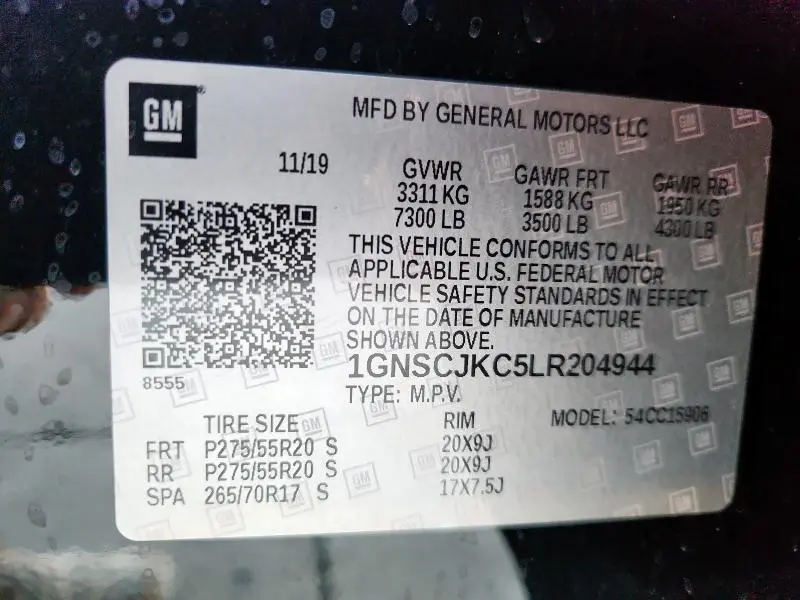 GM
MFD BY GENERAL MOTORS LLC
11/19 GVWR GAWR FRT GAWR RR
3311 KG 1588 KG 1950 KG
7300 LB 3500 LB 4300 LB
THIS VEHICLE CONFORMS TO ALL
APPLICABLE U.S. FEDERAL MOTOR
VEHICLE SAFETY STANDARDS IN EFFECT
ON THE DATE OF MANUFACTURE
SHOWN ABOVE.
1GNSCJKC5LR204944
8555
TYPE: M.P.V.
TIRE SIZE RIM MODEL: 54CC15906
FRT P275/55R20 S 20X9J
RR P275/55R20 S 20X9J
SPA 265/70R17 S 17X7.5J